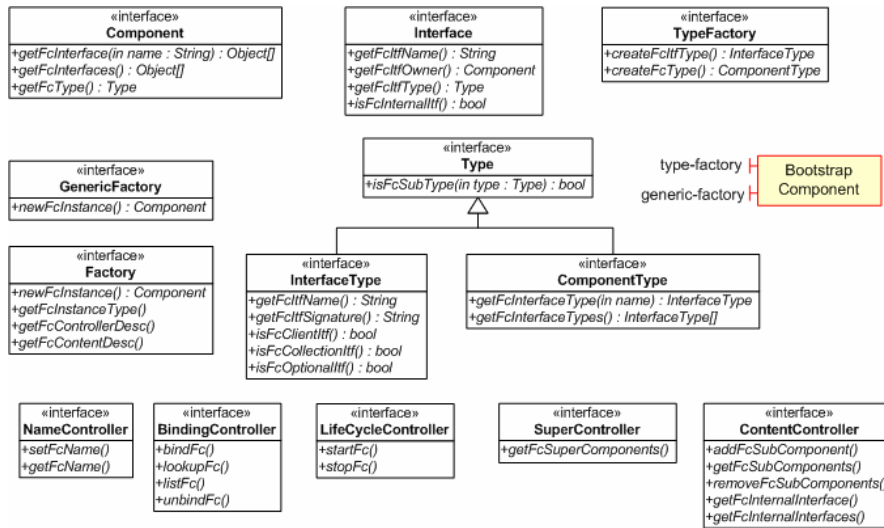 «interface»
Component
+getFcInterface(in name : String) : Object[]
+getFcInterfaces() : Object[]
+getFcType() : Type
«interface»
Interface
+getFcItfName() : String
+getFcItfOwner() : Component
+getFcItfType() : Type
+isFcInternalItf() : bool
«interface»
TypeFactory
+createFcItfType() : InterfaceType
+createFcType() : ComponentType
«interface»
Type
+isFcSubType(in type : Type) : bool
type-factory
generic-factory
Bootstrap
Component
«interface»
GenericFactory
+newFcInstance() : Component
«interface»
Factory
+newFcInstance() : Component
+getFcInstanceType()
+getFcControllerDesc()
+getFcContentDesc()
«interface»
InterfaceType
+getFcItfName() : String
+getFcItfSignature() : String
+isFcClientItf() : bool
+isFcCollectionItf() : bool
+isFcOptionalItf() : bool
«interface»
ComponentType
+getFcInterfaceType(in name) : InterfaceType
+getFcInterfaceTypes() : InterfaceType[]
«interface»
NameController
+setFcName()
+getFcName()
«interface»
BindingController
+bindFc()
+lookupFc()
+listFc()
+unbindFc()
«interface»
LifeCycleController
+startFc()
+stopFc()
«interface»
SuperController
+getFcSuperComponents()
«interface»
ContentController
+addFcSubComponent()
+getFcSubComponents()
+removeFcSubComponents()
+getFcInternalInterface()
+getFcInternalInterfaces()